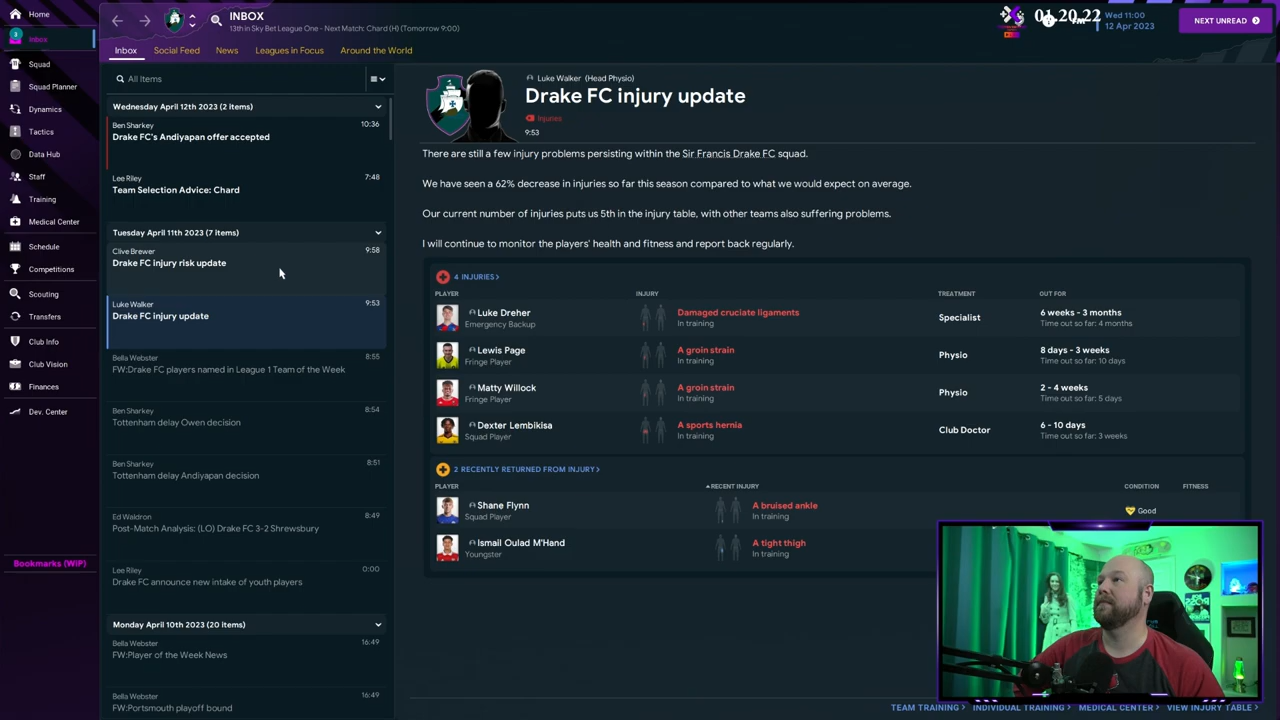 Home
3
Inbox
Squad
Squad Planner
Dynamics
Tactics
Data Hub
Staff
Training
Medical Center
Schedule
Competitions
Scouting
Transfers
Club Info
Club Vision
Finances
Dev. Center
Bookmarks (WiP)
INBOX
13th in Sky Bet League One - Next Match: Chard (H) (Tomorrow 9:00)
01.20.22
Wed 11:00
12 Apr 2023
NEXT UNREAD
Inbox
Social Feed
News
Leagues in Focus
Around the World
All Items
Wednesday April 12th 2023 (2 items)
Ben Sharkey 10:36
Drake FC's Andiyapan offer accepted
Lee Riley 7:48
Team Selection Advice: Chard
Tuesday April 11th 2023 (7 items)
Clive Brewer 9:58
Drake FC injury risk update
Luke Walker 9:53
Drake FC injury update
Bella Webster 8:55
FW:Drake FC players named in League 1 Team of the Week
Ben Sharkey 8:54
Tottenham delay Owen decision
Ben Sharkey 8:51
Tottenham delay Andiyapan decision
Ed Waldron 8:49
Post-Match Analysis: (LO) Drake FC 3-2 Shrewsbury
Lee Riley 0:00
Drake FC announce new intake of youth players
Monday April 10th 2023 (20 items)
Bella Webster 16:49
FW:Player of the Week News
Bella Webster 16:49
FW:Portsmouth playoff bound
Luke Walker (Head Physio)
Drake FC injury update
Injuries
9:53
There are still a few injury problems persisting within the Sir Francis Drake FC squad.
We have seen a 62% decrease in injuries so far this season compared to what we would expect on average.
Our current number of injuries puts us 5th in the injury table, with other teams also suffering problems.
I will continue to monitor the players' health and fitness and report back regularly.
4 INJURIES >
PLAYER INJURY TREATMENT OUT FOR
Luke Dreher Damaged cruciate ligaments Specialist 6 weeks - 3 months
Emergency Backup In training Time out so far: 4 months
Lewis Page A groin strain Physio 8 days - 3 weeks
Fringe Player In training Time out so far: 10 days
Matty Willock A groin strain Physio 2 - 4 weeks
Fringe Player In training Time out so far: 5 days
Dexter Lembikisa A sports hernia Club Doctor 6 - 10 days
Squad Player In training Time out so far: 3 weeks
2 RECENTLY RETURNED FROM INJURY >
PLAYER RECENT INJURY CONDITION FITNESS
Shane Flynn A bruised ankle Good
Squad Player In training
Ismail Oulad M'Hand A tight thigh
Youngster In training
TEAM TRAINING > INDIVIDUAL TRAINING > MEDICAL CENTER > VIEW INJURY TABLE >